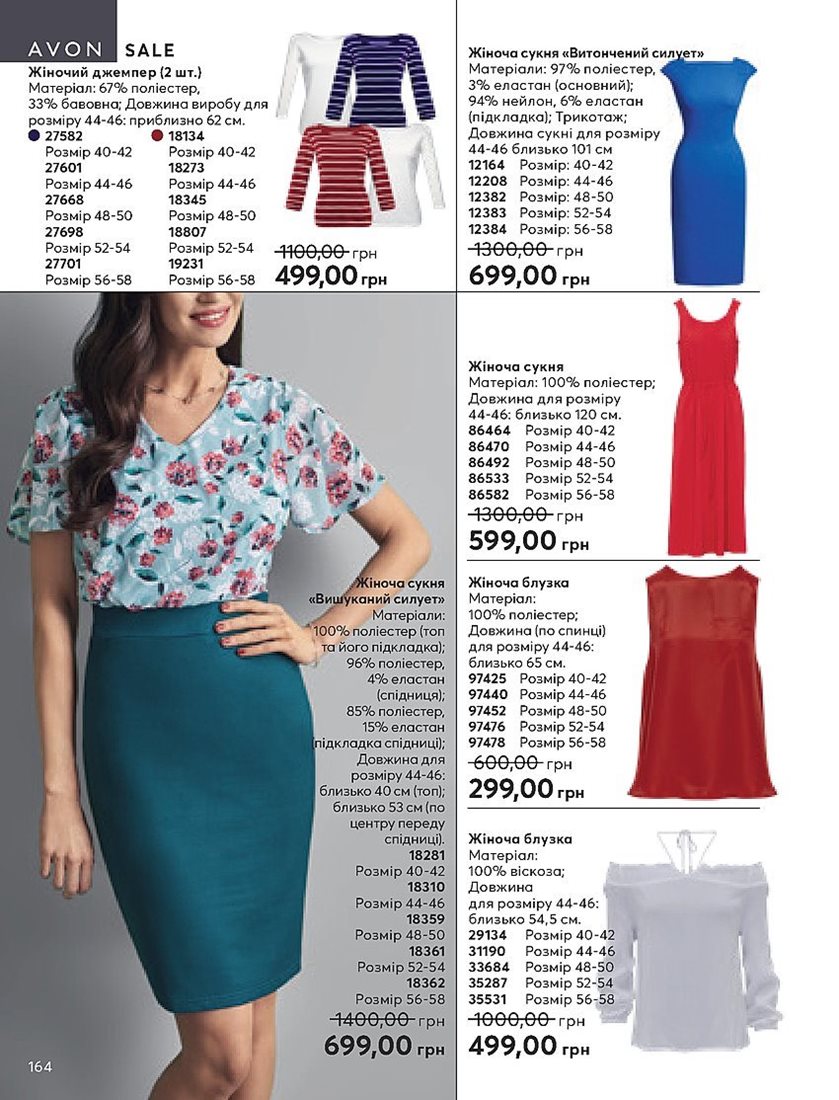 AVON SALE
Жіночий джемпер (2 шт.)
Матеріал: 67% поліестер,
33% бавовна; Довжина виробу для
розміру 44-46: приблизно 62 см.
27582 18134
Розмір 40-42 Розмір 40-42
27601 18273
Розмір 44-46 Розмір 44-46
27668 18345
Розмір 48-50 Розмір 48-50
27698 18807
Розмір 52-54 Розмір 52-54
27701 19231
Розмір 56-58 Розмір 56-58
1100,00 грн
499,00 грн
Жіноча сукня «Витончений силует»
Матеріали: 97% поліестер,
3% еластан (основний);
94% нейлон, 6% еластан
(підкладка); Трикотаж;
Довжина сукні для розміру
44-46 близько 101 см
12164 Розмір: 40-42
12208 Розмір: 44-46
12382 Розмір: 48-50
12383 Розмір: 52-54
12384 Розмір: 56-58
1300,00 грн
699,00 грн
Жіноча сукня
Матеріал: 100% поліестер;
Довжина для розміру
44-46: близько 120 см.
86464 Розмір 40-42
86470 Розмір 44-46
86492 Розмір 48-50
86533 Розмір 52-54
86582 Розмір 56-58
1300,00 грн
599,00 грн
Жіноча сукня
«Вишуканий силует»
Матеріали:
100% поліестер (топ
та його підкладка);
96% поліестер,
4% еластан
(спідниця);
85% поліестер,
15% еластан
(підкладка спідниці);
Довжина для
розміру 44-46:
близько 40 см (топ);
близько 53 см (по
центру переду
спідниці).
18281
Розмір 40-42
18310
Розмір 44-46
18359
Розмір 48-50
18361
Розмір 52-54
18362
Розмір 56-58
1400,00 грн
699,00 грн
Жіноча блузка
Матеріал:
100% поліестер;
Довжина (по спинці)
для розміру 44-46:
близько 65 см.
97425 Розмір 40-42
97440 Розмір 44-46
97452 Розмір 48-50
97476 Розмір 52-54
97478 Розмір 56-58
600,00 грн
299,00 грн
Жіноча блузка
Матеріал:
100% віскоза;
Довжина
для розміру 44-46:
близько 54,5 см.
29134 Розмір 40-42
31190 Розмір 44-46
33684 Розмір 48-50
35287 Розмір 52-54
35531 Розмір 56-58
1000,00 грн
499,00 грн
164